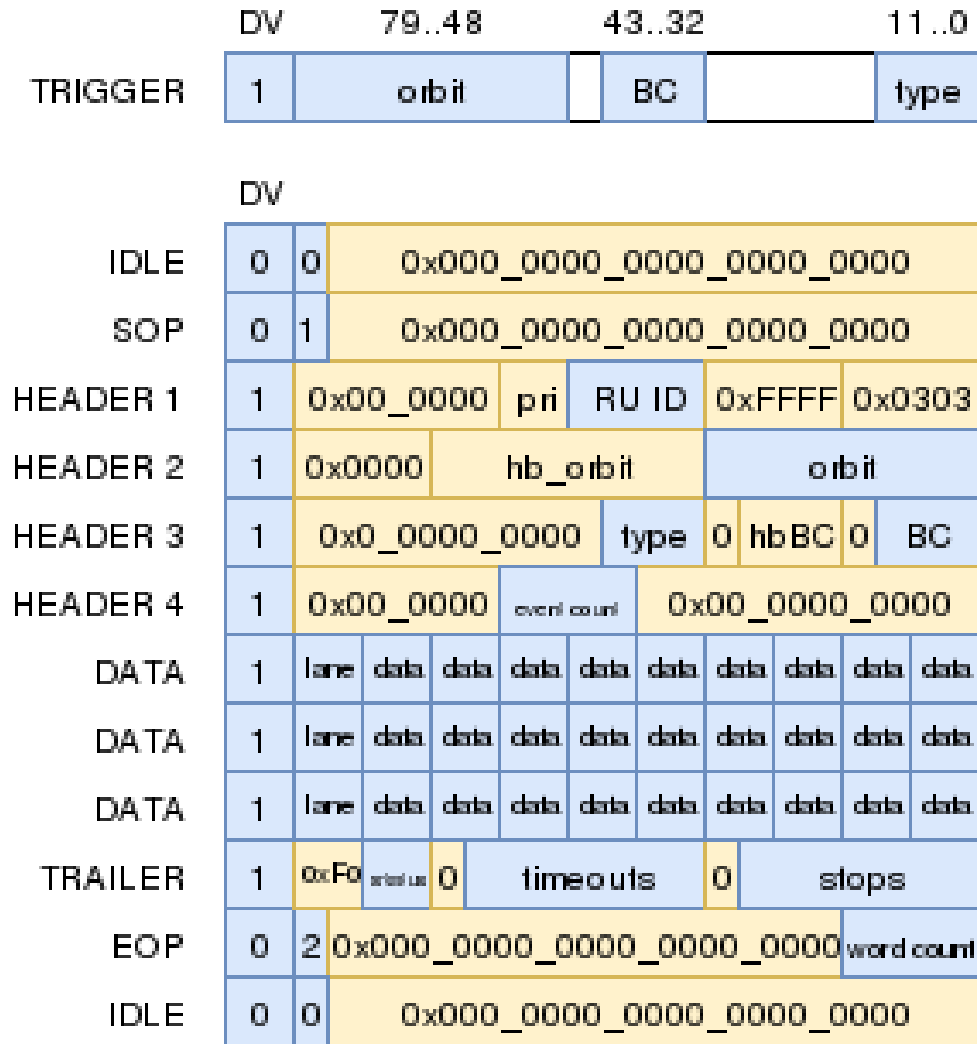 DV 79..48 43..32 11..0
TRIGGER 1 orbit BC type
DV
IDLE 0 0 0x000_0000_0000_0000_0000
SOP 0 1 0x000_0000_0000_0000_0000
HEADER 1 1 0x00_0000 pri RU ID 0xFFFF 0x0303
HEADER 2 1 0x0000 hb_orbit orbit
HEADER 3 1 0x0_0000_0000 type 0 hbBC 0 BC
HEADER 4 1 0x00_0000 event count 0x00_0000_0000
DATA 1 lane data data data data data data data data data
DATA 1 lane data data data data data data data data data
DATA 1 lane data data data data data data data data data
TRAILER 1 0xF0 0 timeouts 0 stops
EOP 0 2 0x000_0000_0000_0000_0000 word count
IDLE 0 0 0x000_0000_0000_0000_0000